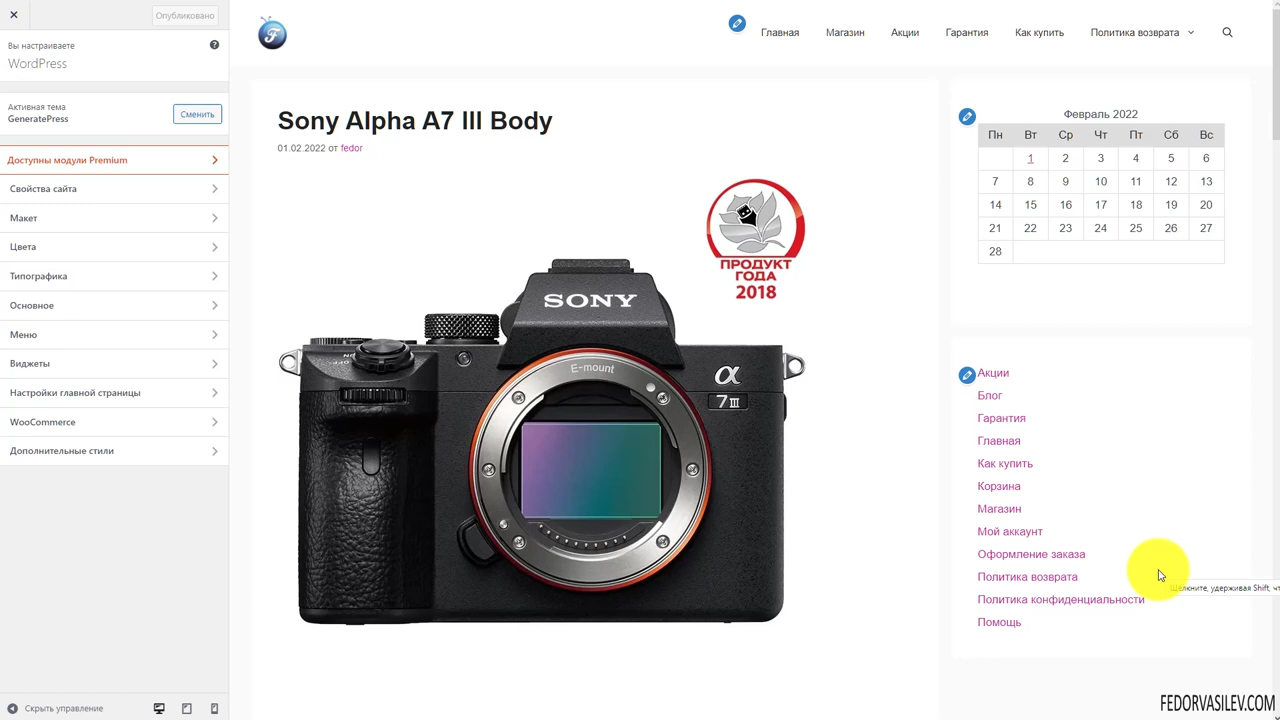 Опубликовано
Вы настраиваете
WordPress
Активная тема
GeneratePress
Сменить
Доступны модули Premium
Свойства сайта
Макет
Цвета
Типографика
Основное
Меню
Виджеты
Настройки главной страницы
WooCommerce
Дополнительные стили
Скрыть управление
Главная Магазин Акции Гарантия Как купить Политика возврата
Sony Alpha A7 III Body
01.02.2022 от fedor
ПРОДУКТ
ГОДА
2018
SONY
E-mount
α
7III
Февраль 2022
Пн Вт Ср Чт Пт Сб Вс
1 2 3 4 5 6
7 8 9 10 11 12 13
14 15 16 17 18 19 20
21 22 23 24 25 26 27
28
Акции
Блог
Гарантия
Главная
Как купить
Корзина
Магазин
Мой аккаунт
Оформление заказа
Политика возврата
Щелкните, удерживая Shift,
Политика конфиденциальности
Помощь
FEDORVASILEV.COM